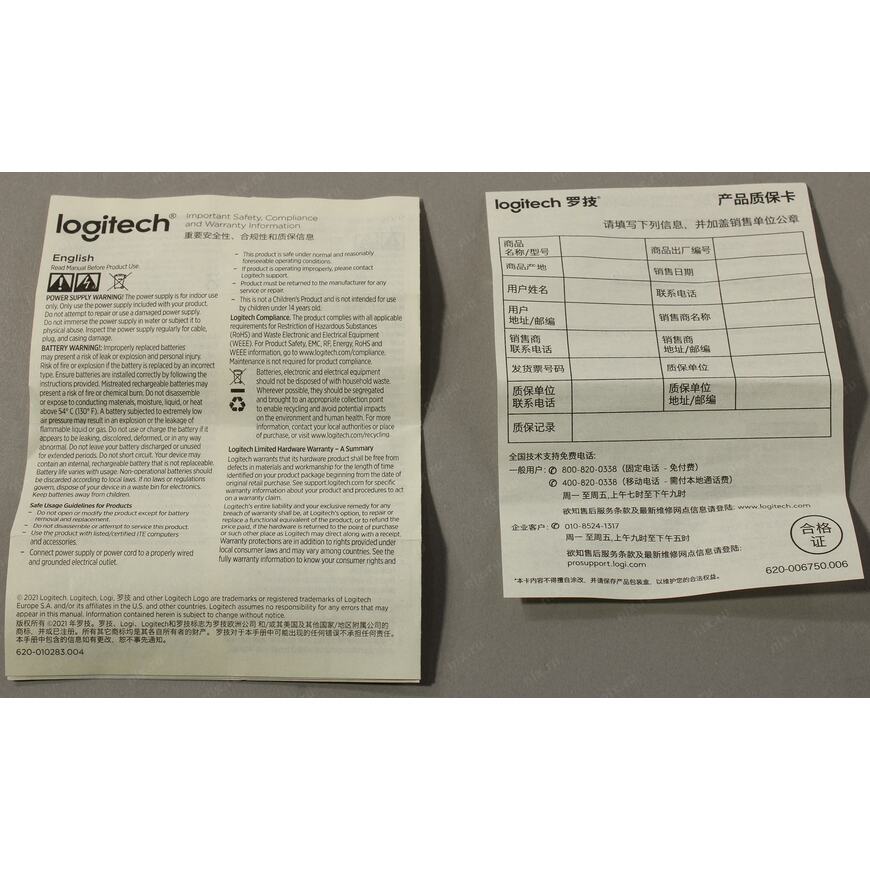 logitech®
Important Safety, Compliance
and Warranty Information
重要安全性、合规性和质保信息
English
Read Manual Before Product Use.
POWER SUPPLY WARNING! The power supply is for indoor use
only. Only use the power supply included with your product.
Do not attempt to repair or use a damaged power supply.
Do not immerse the power supply in water or subject it to
physical abuse. Inspect the power supply regularly for cable,
plug, and casing damage.
BATTERY WARNING! Improperly replaced batteries
may present a risk of leak or explosion and personal injury.
Risk of fire or explosion if the battery is replaced by an incorrect
type. Ensure batteries are installed correctly by following the
instructions provided. Mistreated rechargeable batteries may
present a risk of fire or chemical burn. Do not disassemble
or expose to conducting materials, moisture, liquid, or heat
above 54° C (130° F). A battery subjected to extremely low
air pressure may result in an explosion or the leakage of
flammable liquid or gas. Do not use or charge the battery if it
appears to be leaking, discolored, deformed, or in any way
abnormal. Do not leave your battery discharged or unused
for extended periods. Do not short circuit. Your device may
contain an internal, rechargeable battery that is not replaceable.
Battery life varies with usage. Non-operational batteries should
be discarded according to local laws. If no laws or regulations
govern, dispose of your device in a waste bin for electronics.
Keep batteries away from children.
Safe Usage Guidelines for Products
– Do not open or modify the product except for battery
removal and replacement.
– Do not disassemble or attempt to service this product.
– Use the product with listed/certified ITE computers
and accessories.
– Connect power supply or power cord to a properly wired
and grounded electrical outlet.
– This product is safe under normal and reasonably
foreseeable operating conditions.
– If product is operating improperly, please contact
Logitech support.
– Product must be returned to the manufacturer for any
service or repair.
– This is not a Children's Product and is not intended for use
by children under 14 years old.
Logitech Compliance. The product complies with all applicable
requirements for Restriction of Hazardous Substances
(RoHS) and Waste Electronic and Electrical Equipment
(WEEE). For Product Safety, EMC, RF, Energy, RoHS and
WEEE information, go to www.logitech.com/compliance.
Maintenance is not required for product compliance.
Batteries, electronic and electrical equipment
should not be disposed of with household waste.
Wherever possible, they should be segregated
and brought to an appropriate collection point
to enable recycling and avoid potential impacts
on the environment and human health. For more
information, contact your local authorities or place
of purchase, or visit www.logitech.com/recycling
Logitech Limited Hardware Warranty – A Summary
Logitech warrants that its hardware product shall be free from
defects in materials and workmanship for the length of time
identified on your product packaging, commencing from the date of
original retail purchase. See support.logitech.com for specific
warranty information about your product and procedures to act
on a warranty claim.
Logitech's entire liability and your exclusive remedy for any
breach of warranty shall be, at Logitech's option, to repair or
replace a functional equivalent of the product, or to refund the
price paid, if the hardware is returned to the point of purchase
or such other place as Logitech may direct along with a receipt.
Warranty protections are in addition to rights provided under
local consumer laws and may vary among countries. See the
fully warranty information to know your consumer rights and
© 2021 Logitech. Logitech, Logi, 罗技 and other Logitech Logo are trademarks or registered trademarks of Logitech
Europe S.A. and/or its affiliates in the U.S. and other countries. Logitech assumes no responsibility for any errors that may
appear in this manual. Information contained herein is subject to change without notice.
版权所有 ©2021 年罗技。罗技、Logi、Logitech和罗技标志为罗技欧洲公司 和/或其美国及其他国家/地区附属公司的
商标、并或已注册。所有其它商标均是其各自所有者的财产。 罗技对于本手册中可能出现的任何错误不承担任何责任。
本手册中包含的信息如有更改，恕不事先通知。
620-010283.004
logitech 罗技®
产品质保卡
请填写下列信息，并加盖销售单位公章
商品
名称/型号
商品出厂编号
商品产地
销售日期
用户姓名
联系电话
用户
地址/邮编
销售商名称
销售商
联系电话
销售商
地址/邮编
发货票号码
质保单位
质保单位
联系电话
质保单位
地址/邮编
质保记录
全国技术支持免费电话:
一般用户: 800-820-0338 (固定电话 - 免付费)
400-820-0338 (移动电话 - 需付本地通话费)
周一 至周五,上午七时至下午九时
欲知售后服务条款及最新维修网点信息请登陆: www.logitech.com
企业客户: 010-8524-1317
周一 至周五,上午九时至下午五时
欲知售后服务条款及最新维修网点信息请登陆:
prosupport.logi.com
合格
证
620-006750.006
*本卡内容不得擅自涂改，并请保存产品包装盒，以维护您的合法权益。